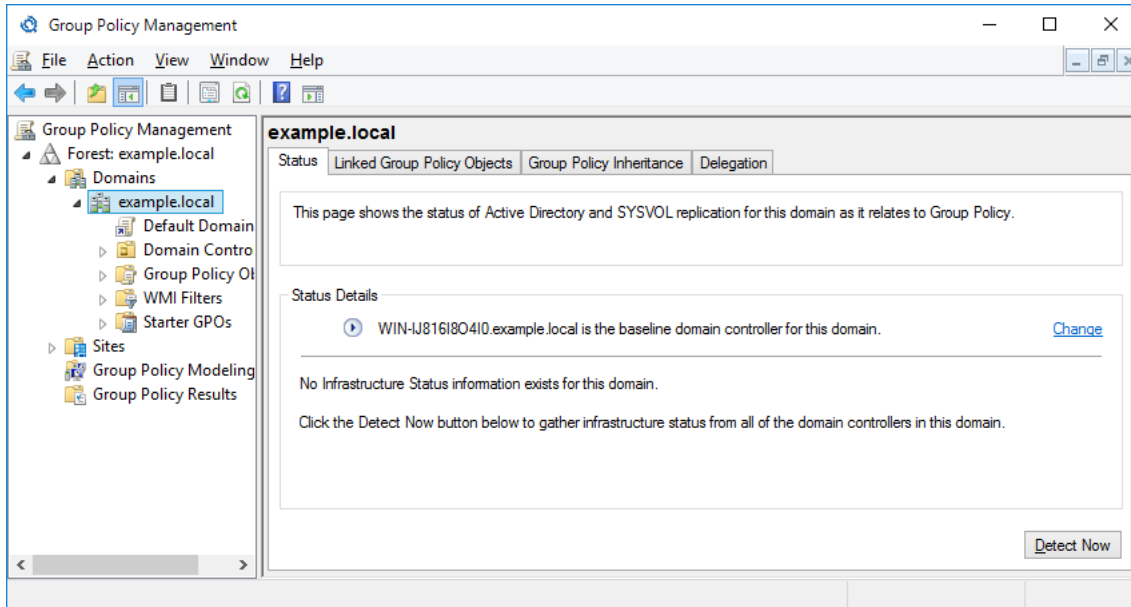 Group Policy Management
File Action View Window Help
Group Policy Management
Forest: example.local
Domains
example.local
Default Domain
Domain Contro
Group Policy Ob
WMI Filters
Starter GPOs
Sites
Group Policy Modeling
Group Policy Results
example.local
Status Linked Group Policy Objects Group Policy Inheritance Delegation
This page shows the status of Active Directory and SYSVOL replication for this domain as it relates to Group Policy.
Status Details
WIN-IJ816I8O4I0.example.local is the baseline domain controller for this domain. Change
No Infrastructure Status information exists for this domain.
Click the Detect Now button below to gather infrastructure status from all of the domain controllers in this domain.
Detect Now